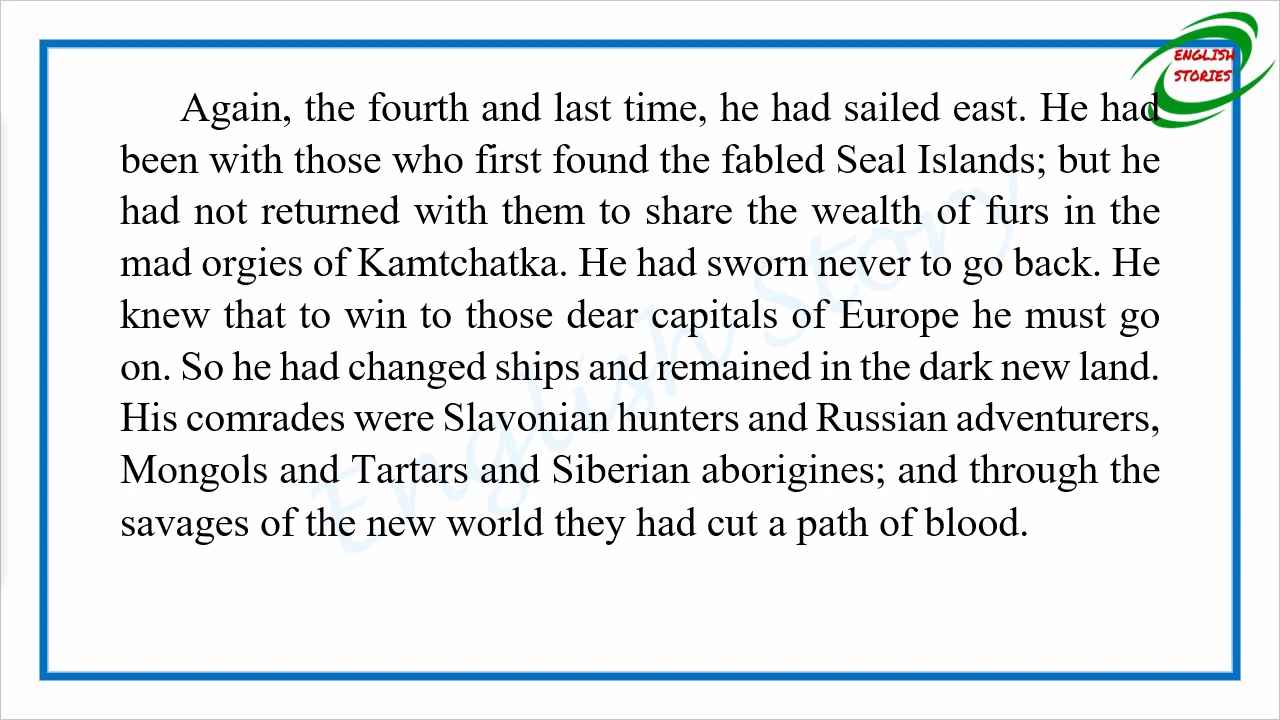 ENGLISH
STORIES
Again, the fourth and last time, he had sailed east. He had
been with those who first found the fabled Seal Islands; but he
had not returned with them to share the wealth of furs in the
mad orgies of Kamtchatka. He had sworn never to go back. He
knew that to win to those dear capitals of Europe he must go
on. So he had changed ships and remained in the dark new land.
His comrades were Slavonian hunters and Russian adventurers,
Mongols and Tartars and Siberian aborigines; and through the
savages of the new world they had cut a path of blood.
English Story